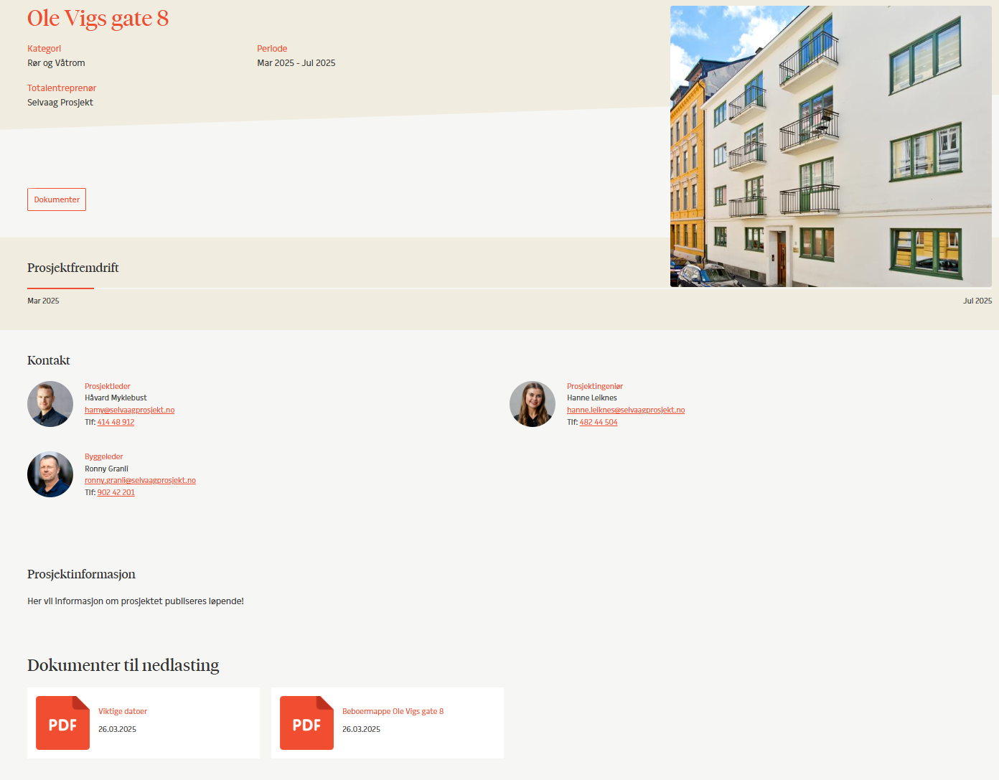 Ole Vigs gate 8
Kategori
Rør og Våtrom
Periode
Mar 2025 - Jul 2025
Totalentreprenør
Selvaag Prosjekt
Dokumenter
Prosjektfremdrift
Mar 2025
Jul 2025
Kontakt
Prosjektleder
Håvard Myklebust
hamy@selvaagprosjekt.no
Tlf: 414 48 912
Prosjektingeniør
Hanne Leiknes
hanne.leiknes@selvaagprosjekt.no
Tlf: 482 44 504
Byggeleder
Ronny Granli
ronny.granli@selvaagprosjekt.no
Tlf: 902 42 201
Prosjektinformasjon
Her vil informasjon om prosjektet publiseres løpende!
Dokumenter til nedlasting
PDF
Viktige datoer
26.03.2025
PDF
Beboermappe Ole Vigs gate 8
26.03.2025